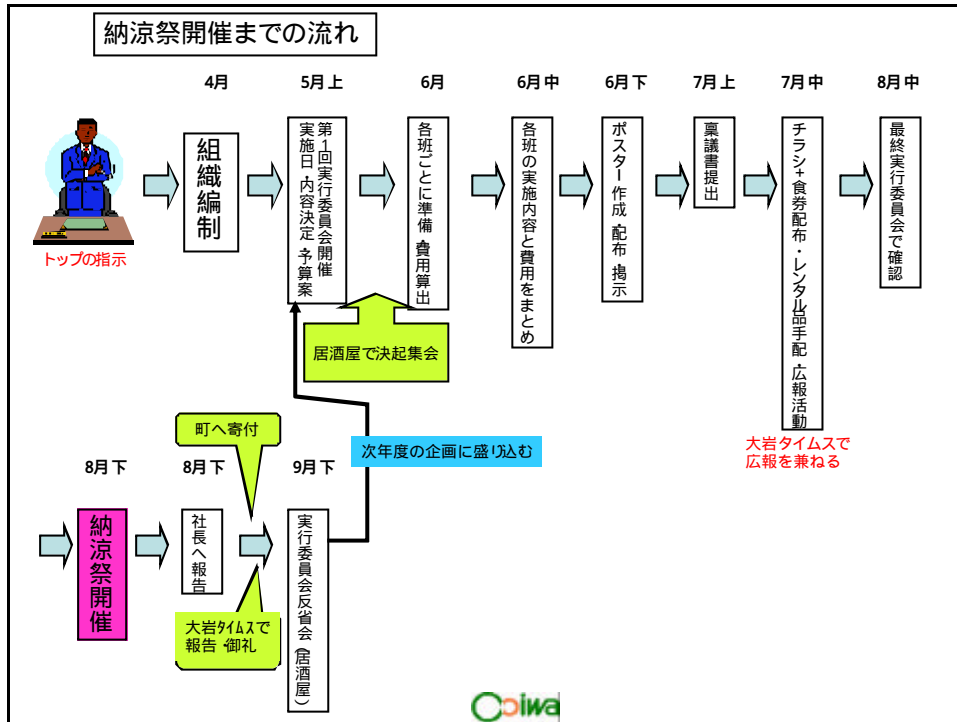 納涼祭開催までの流れ
4月
5月上
6月
6月中
6月下
7月上
7月中
8月中
トップの指示
組織編制
第1回実行委員会開催
実施日・内容決定・予算案
各班ごとに準備・費用算出
各班の実施内容と費用をまとめ
ポスター作成・配布・掲示
稟議書提出
チラシ+食券配布・レンタル品手配・広報活動
最終実行委員会で確認
居酒屋で決起集会
大岩タイムスで
広報を兼ねる
町へ寄付
次年度の企画に盛り込む
8月下
8月下
9月下
納涼祭開催
社長へ報告
実行委員会反省会(居酒屋)
大岩タイムスで
報告・御礼
Ooiwa